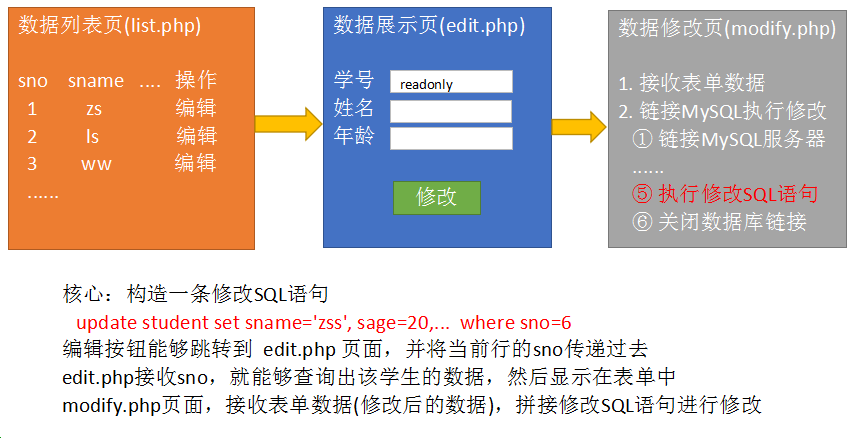 数据列表页(list.php)
sno sname .... 操作
1 zs 编辑
2 ls 编辑
3 ww 编辑
......
数据展示页(edit.php)
学号 readonly
姓名
年龄
修改
数据修改页(modify.php)
1. 接收表单数据
2. 链接MySQL执行修改
① 链接MySQL服务器
......
⑤ 执行修改SQL语句
⑥ 关闭数据库链接
核心：构造一条修改SQL语句
update student set sname='zss', sage=20,... where sno=6
编辑按钮能够跳转到 edit.php 页面，并将当前行的sno传递过去
edit.php接收sno，就能够查询出该学生的数据，然后显示在表单中
modify.php页面，接收表单数据(修改后的数据)，拼接修改SQL语句进行修改